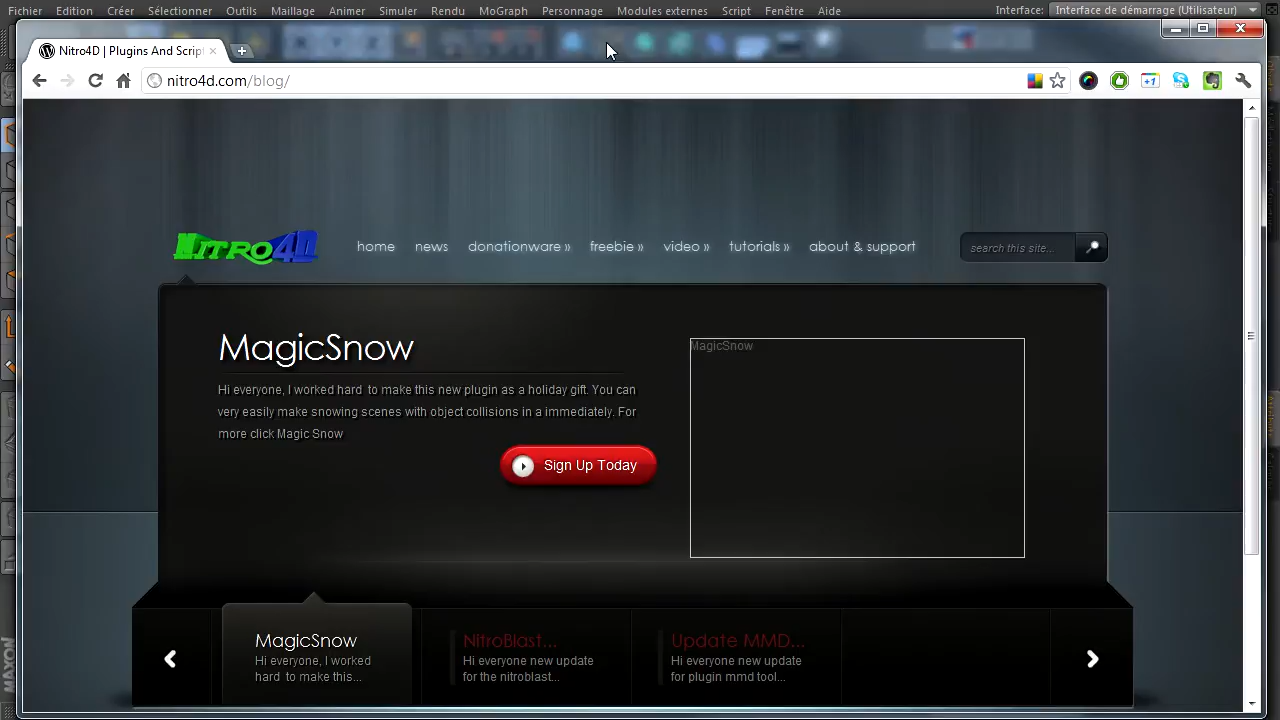 Fichier Edition Créer Sélectionner Outils Maillage Animer Simuler Rendu MoGraph Personnage Modules externes Script Fenêtre Aide Interface: Interface de démarrage (Utilisateur)
Nitro4D | Plugins And Script
nitro4d.com/blog/
+1
NITRO4D home news donationware » freebie » video » tutorials » about & support search this site...
MagicSnow
MagicSnow
Hi everyone, I worked hard to make this new plugin as a holiday gift. You can
very easily make snowing scenes with object collisions in a immediately. For
more click Magic Snow
Sign Up Today
MagicSnow
Hi everyone, I worked
hard to make this...
NitroBlast...
Hi everyone new update
for the nitroblast...
Update MMD...
Hi everyone new update
for plugin mmd tool...
MAXON